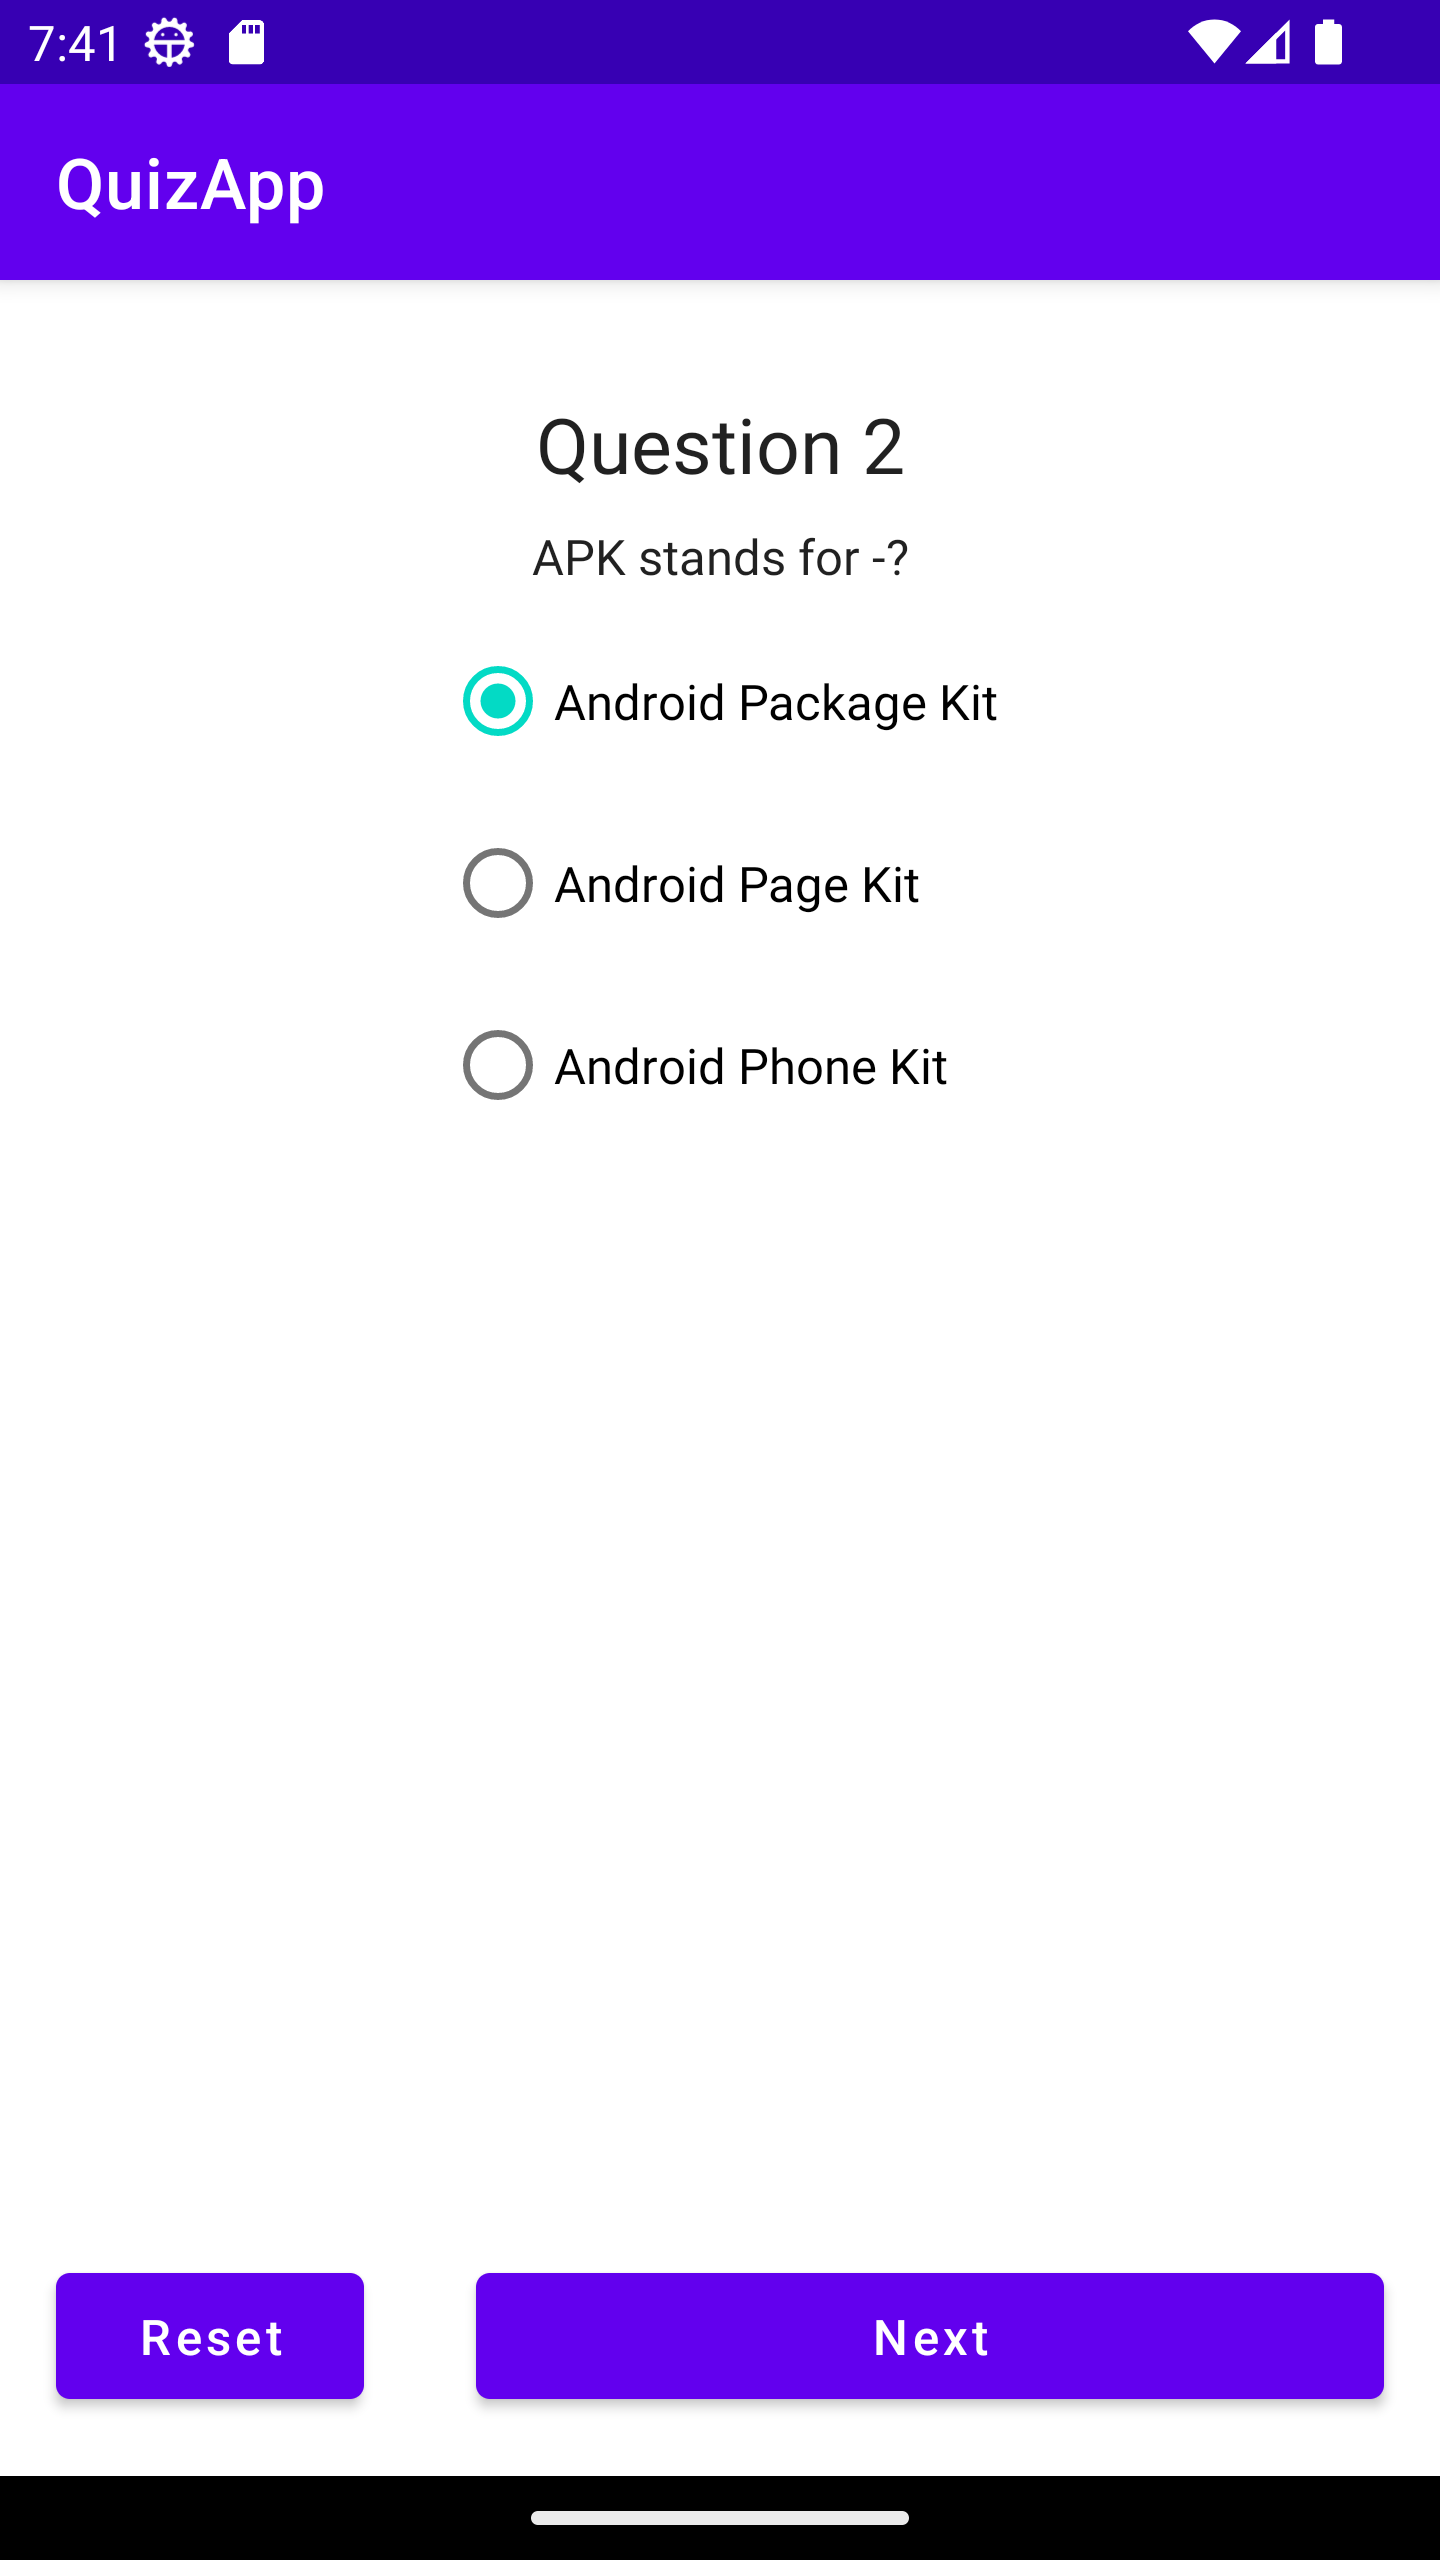 7:41
QuizApp
Question 2
APK stands for -?
Android Package Kit
Android Page Kit
Android Phone Kit
Reset
Next